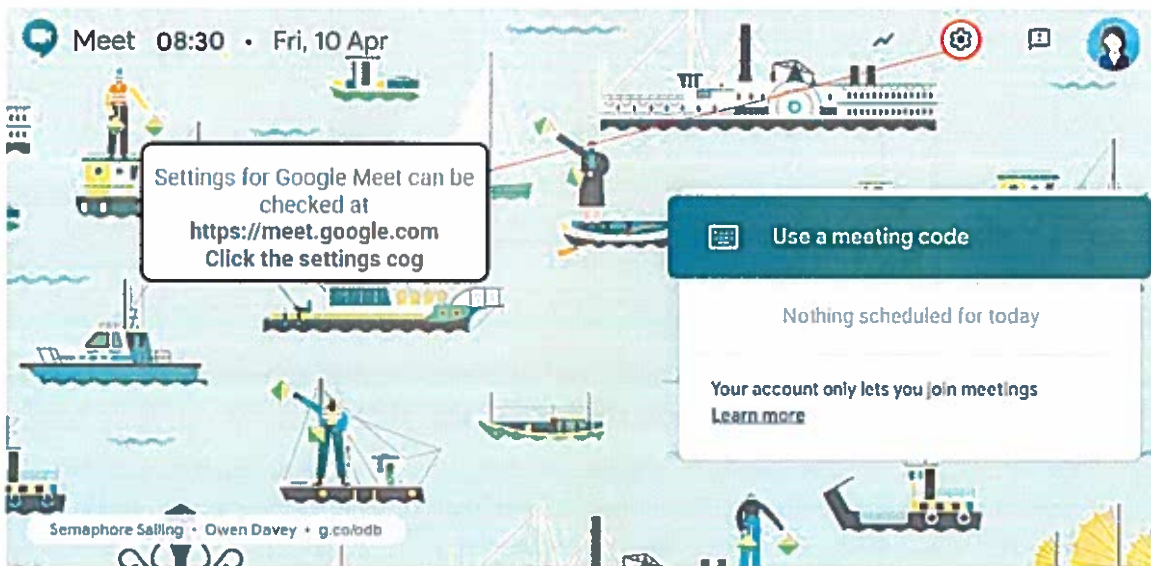 Meet 08:30 • Fri, 10 Apr
Settings for Google Meet can be
checked at
https://meet.google.com
Click the settings cog
Use a meeting code
Nothing scheduled for today
Your account only lets you join meetings
Learn more
Semaphore Sailing • Owen Davey • g.co/odb